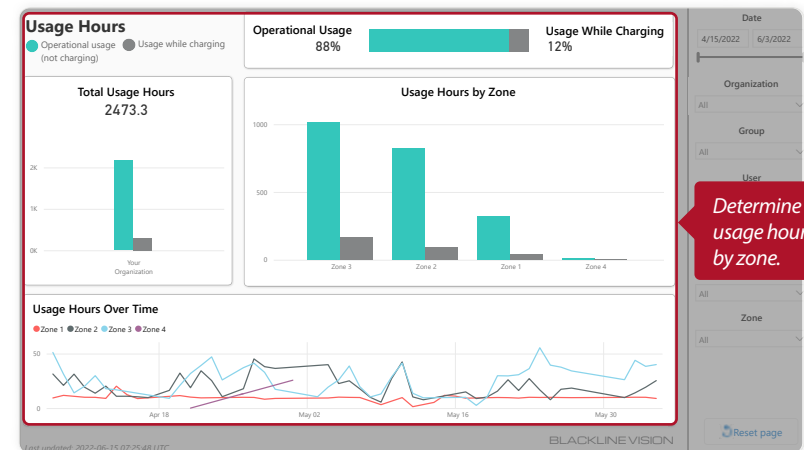 Usage Hours
Operational usage
(not charging)
Usage while charging
Operational Usage
88%
Usage While Charging
12%
Total Usage Hours
2473.3
2K
1K
0K
Your
Organization
Usage Hours by Zone
1000
500
0
Zone 3 Zone 2 Zone 1 Zone 4
Usage Hours Over Time
Zone 1 Zone 2 Zone 3 Zone 4
50
0
Apr 18 May 02 May 16 May 30
Last updated: 2022-06-15 07:25:48 UTC
BLACKLINE VISION
Date
4/15/2022 6/3/2022
Organization
All
Group
All
User
Determine
usage hour
by zone.
All
Zone
All
Reset page